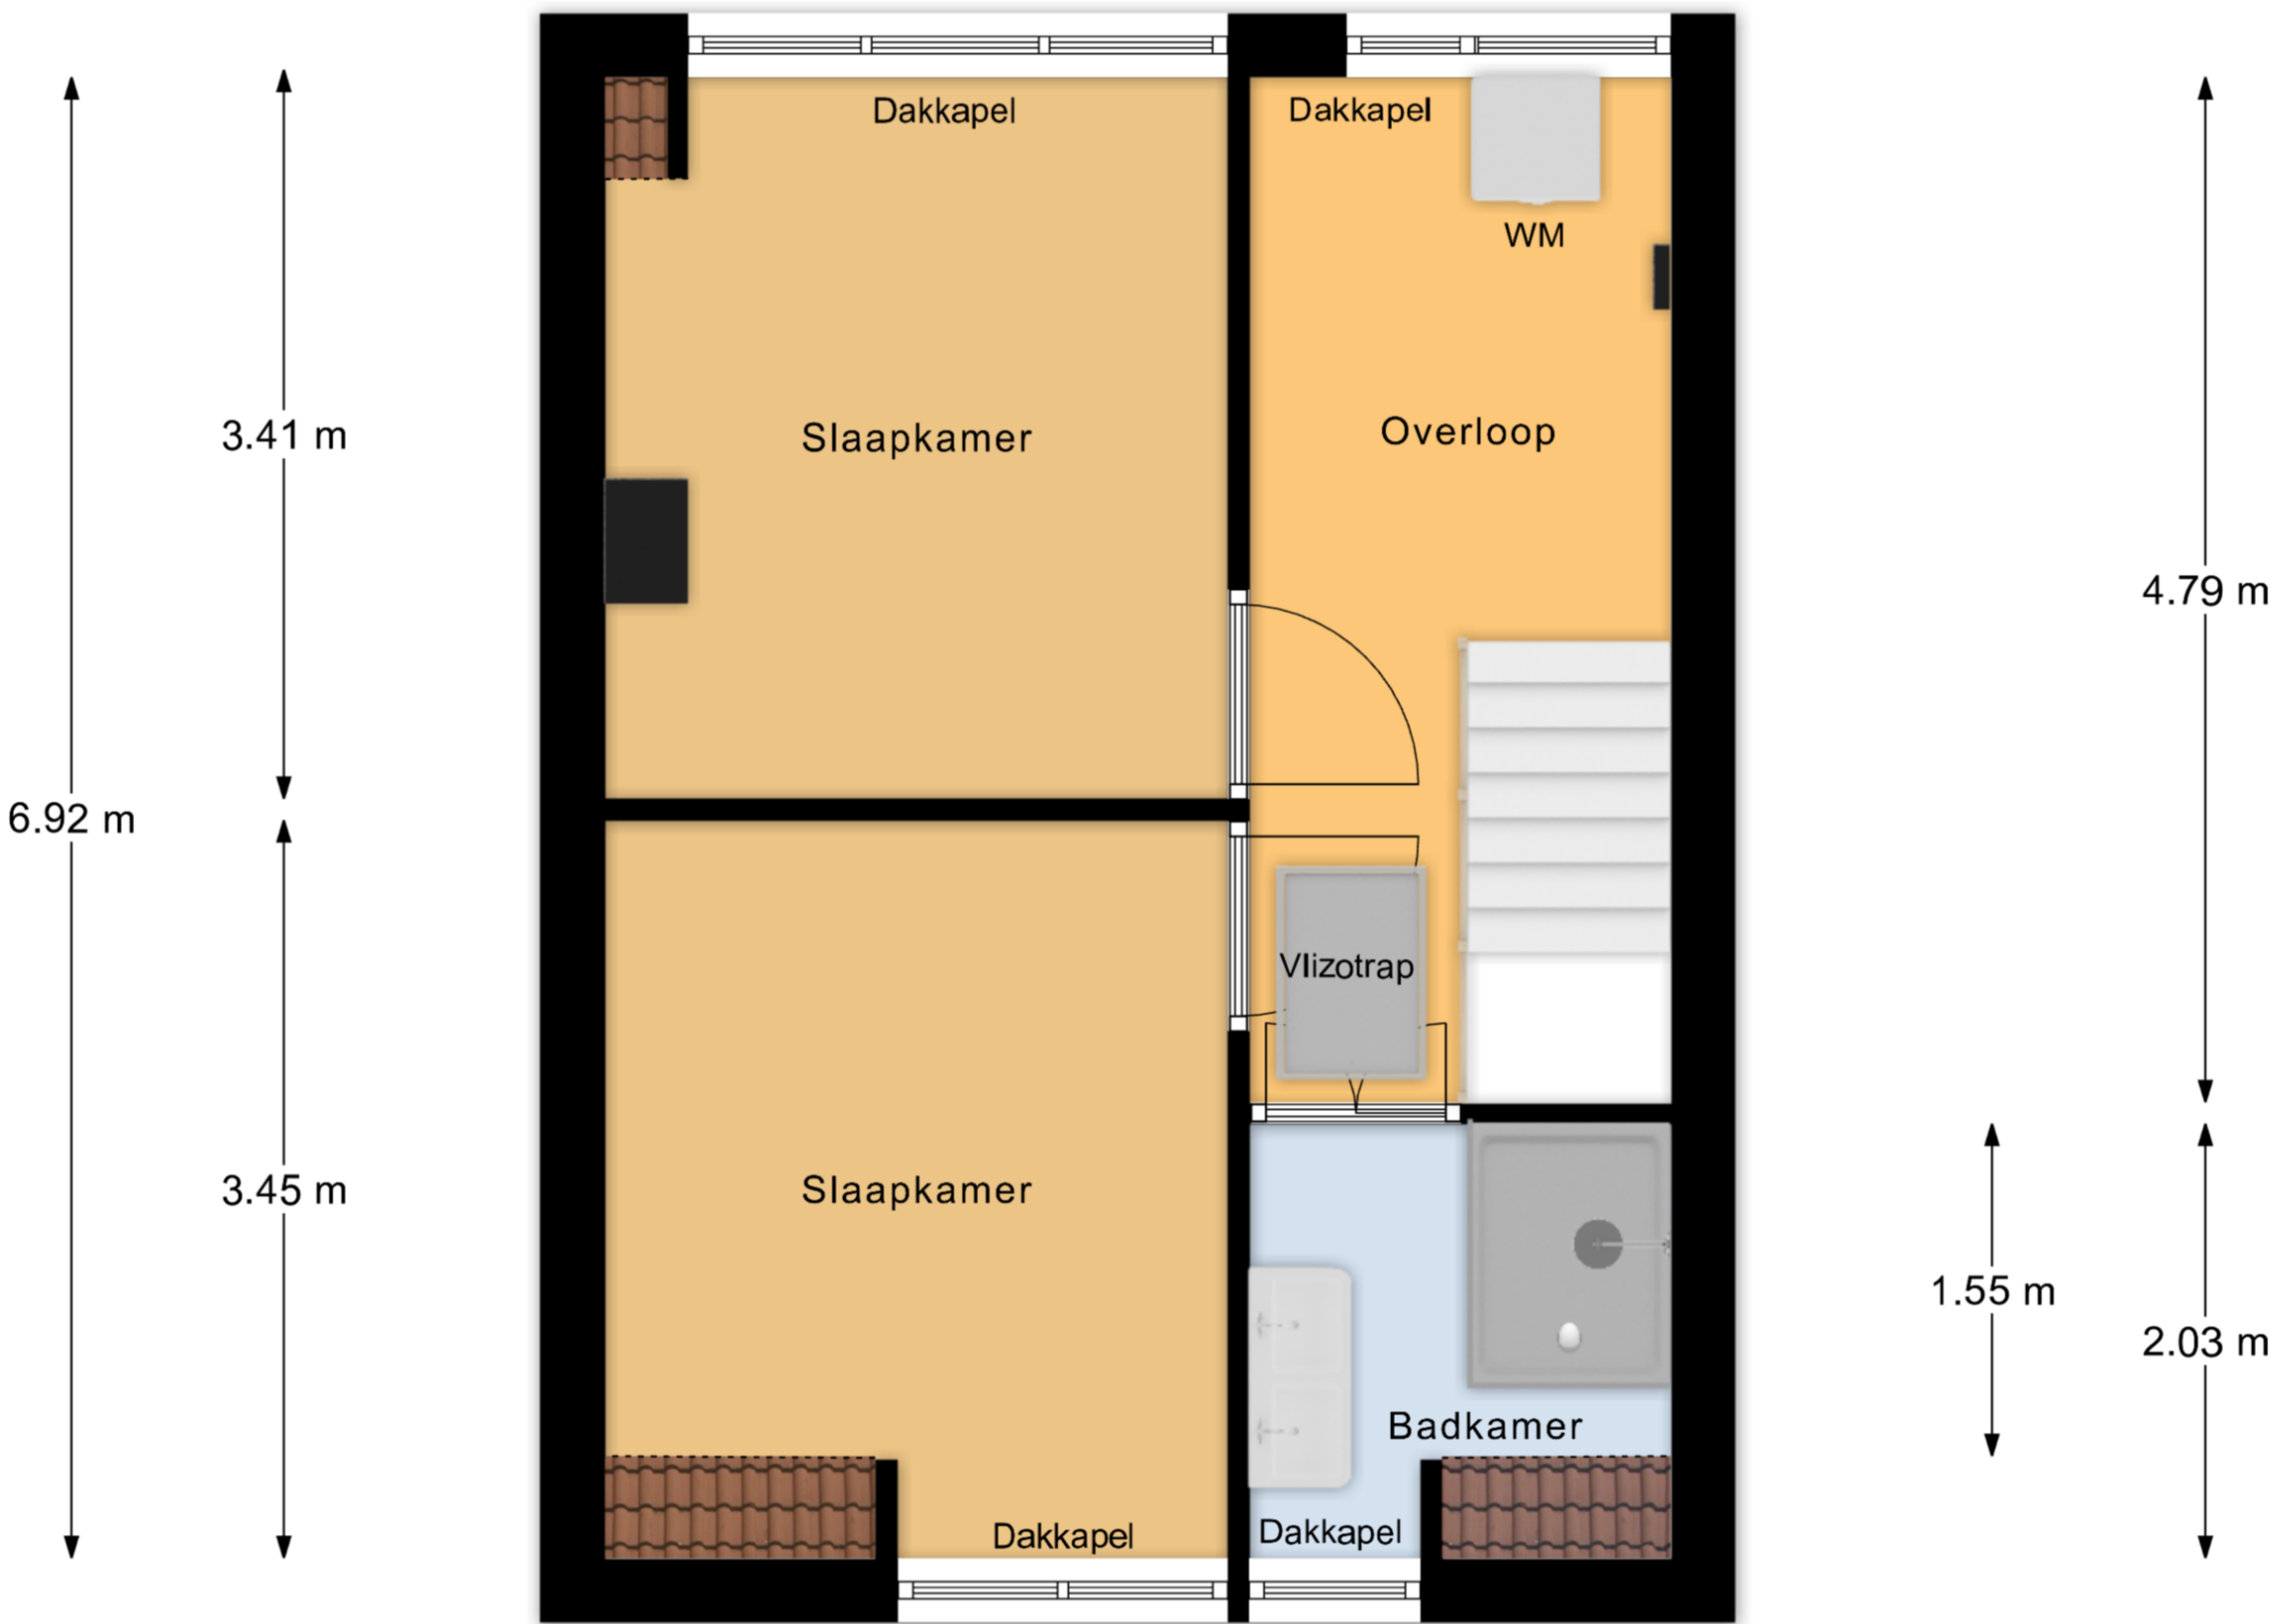 Dakkapel
Dakkapel
WM
3.41 m
Slaapkamer
Overloop
4.79 m
6.92 m
Vlizotrap
3.45 m
Slaapkamer
1.55 m
2.03 m
Badkamer
Dakkapel
Dakkapel